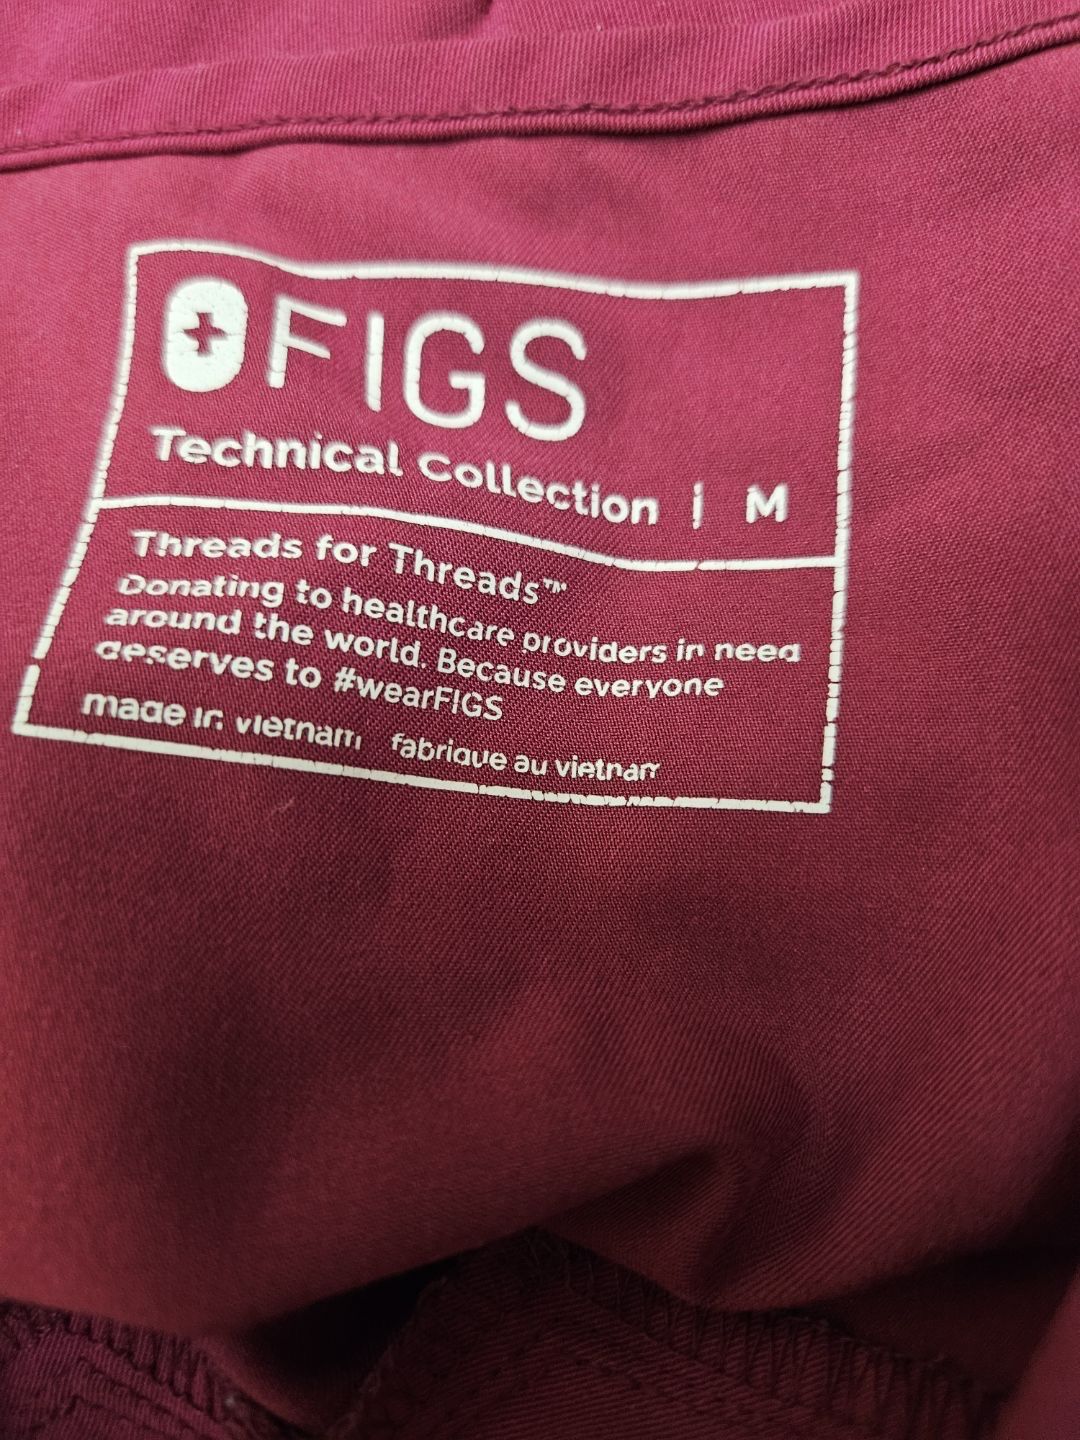 FIGS
Technical Collection | M
Threads for Threads™
Donating to healthcare providers in need
around the world. Because everyone
deserves to #wearFIGS
made in vietnam fabriqué au vietnam